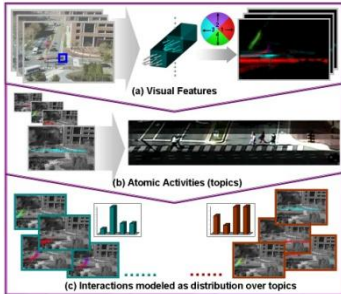 (a) Visual Features
(b) Atomic Activities (topics)
(c) Interactions modeled as distribution over topics